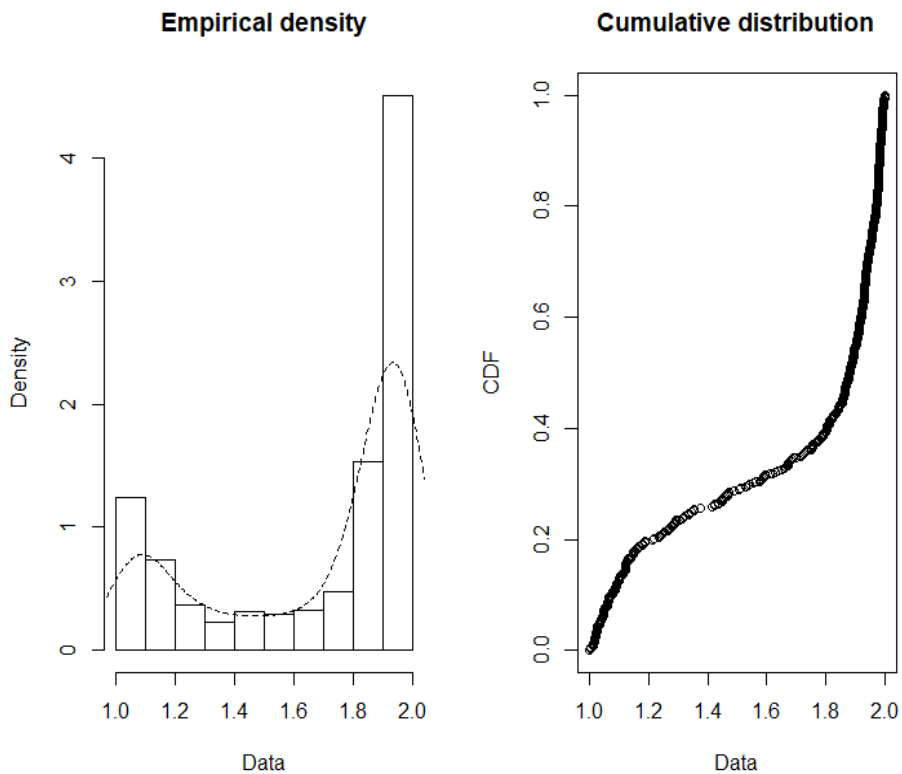 Empirical density
Density
0
1
2
3
4
1.0 1.2 1.4 1.6 1.8 2.0
Data
Cumulative distribution
CDF
0.0
0.2
0.4
0.6
0.8
1.0
1.0 1.2 1.4 1.6 1.8 2.0
Data